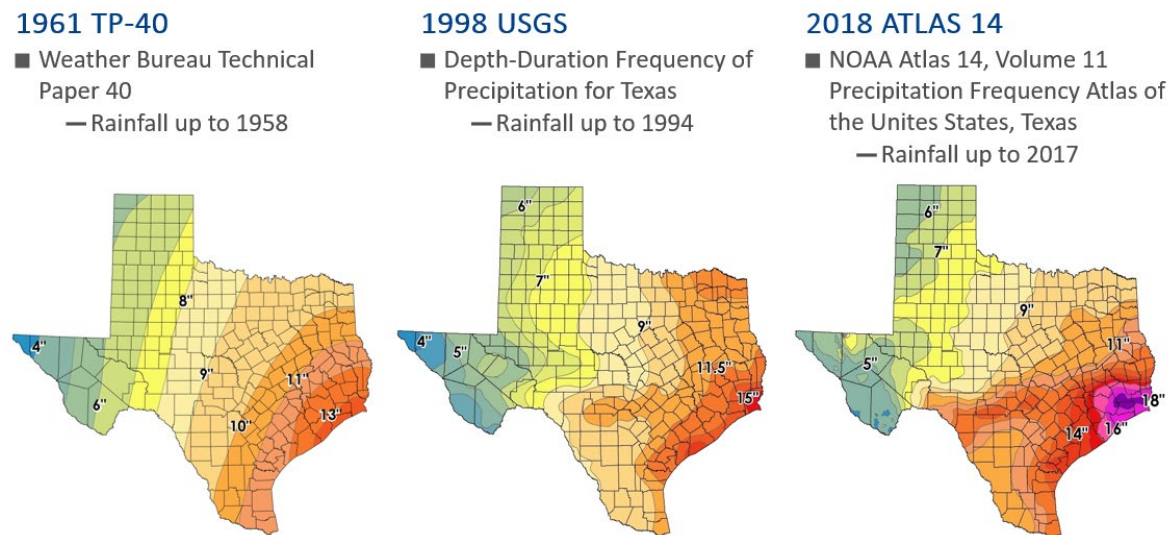 1961 TP-40
■ Weather Bureau Technical
Paper 40
— Rainfall up to 1958
4"
6"
8"
9"
10"
11"
13"
1998 USGS
■ Depth-Duration Frequency of
Precipitation for Texas
— Rainfall up to 1994
6"
7"
4"
5"
9"
11.5"
15"
2018 ATLAS 14
■ NOAA Atlas 14, Volume 11
Precipitation Frequency Atlas of
the Unites States, Texas
— Rainfall up to 2017
6"
7"
5"
9"
11"
18"
16"
14"